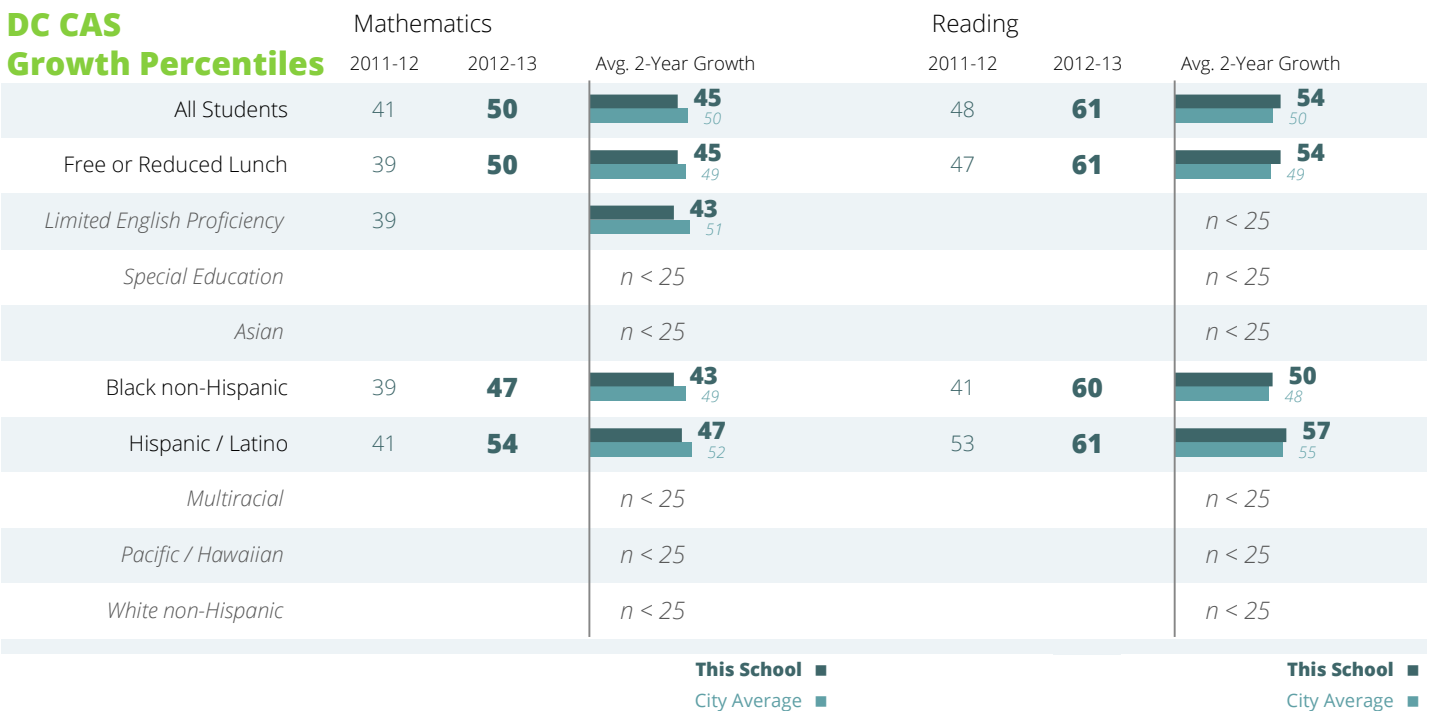 DC CAS Mathematics Reading
Growth Percentiles 2011-12 2012-13 Avg. 2-Year Growth 2011-12 2012-13 Avg. 2-Year Growth
All Students 41 50 45 50 48 61 54 50
Free or Reduced Lunch 39 50 45 49 47 61 54 49
Limited English Proficiency 39 43 51 n < 25
Special Education n < 25 n < 25
Asian n < 25 n < 25
Black non-Hispanic 39 47 43 49 41 60 50 48
Hispanic / Latino 41 54 47 52 53 61 57 55
Multiracial n < 25 n < 25
Pacific / Hawaiian n < 25 n < 25
White non-Hispanic n < 25 n < 25
This School This School
City Average City Average